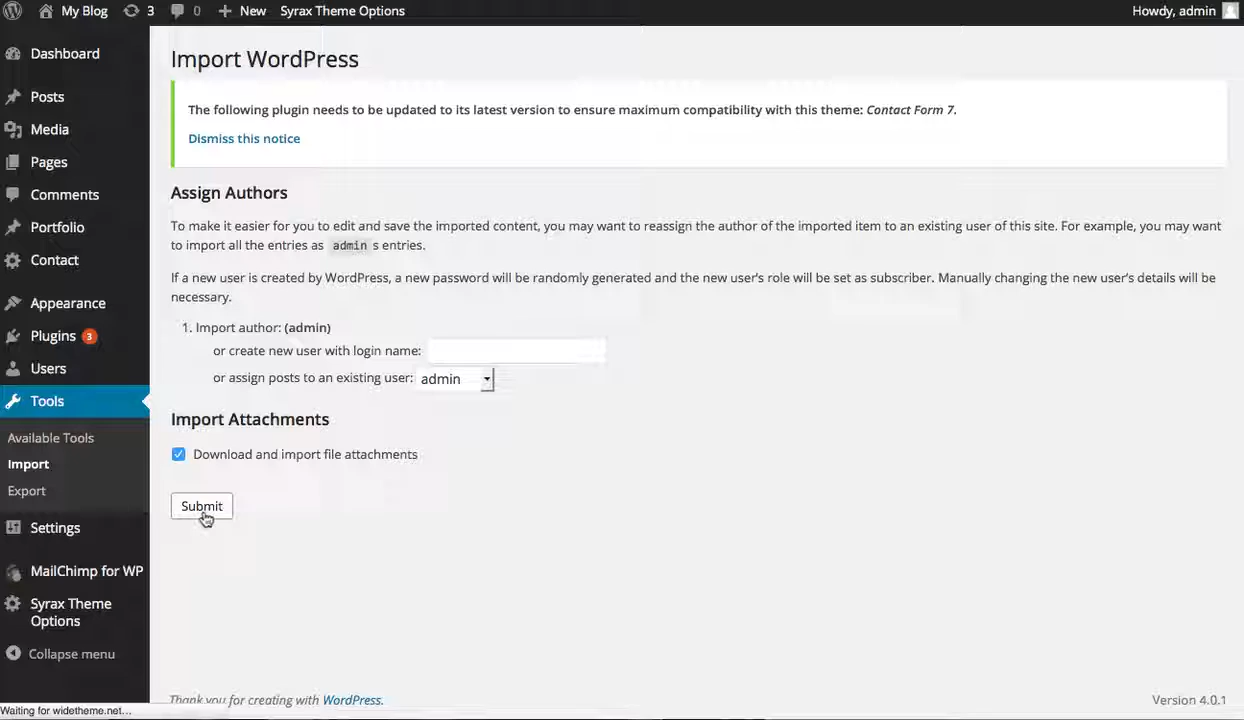 My Blog 3 0 New Syrax Theme Options Howdy, admin
Dashboard
Posts
Media
Pages
Comments
Portfolio
Contact
Appearance
Plugins 3
Users
Tools
Available Tools
Import
Export
Settings
MailChimp for WP
Syrax Theme
Options
Collapse menu
Import WordPress
The following plugin needs to be updated to its latest version to ensure maximum compatibility with this theme: Contact Form 7.
Dismiss this notice
Assign Authors
To make it easier for you to edit and save the imported content, you may want to reassign the author of the imported item to an existing user of this site. For example, you may want
to import all the entries as admin s entries.
If a new user is created by WordPress, a new password will be randomly generated and the new user's role will be set as subscriber. Manually changing the new user's details will be
necessary.
1. Import author: (admin)
or create new user with login name:
or assign posts to an existing user: admin
Import Attachments
Download and import file attachments
Submit
Thank you for creating with WordPress. Version 4.0.1
Waiting for widetheme.net...